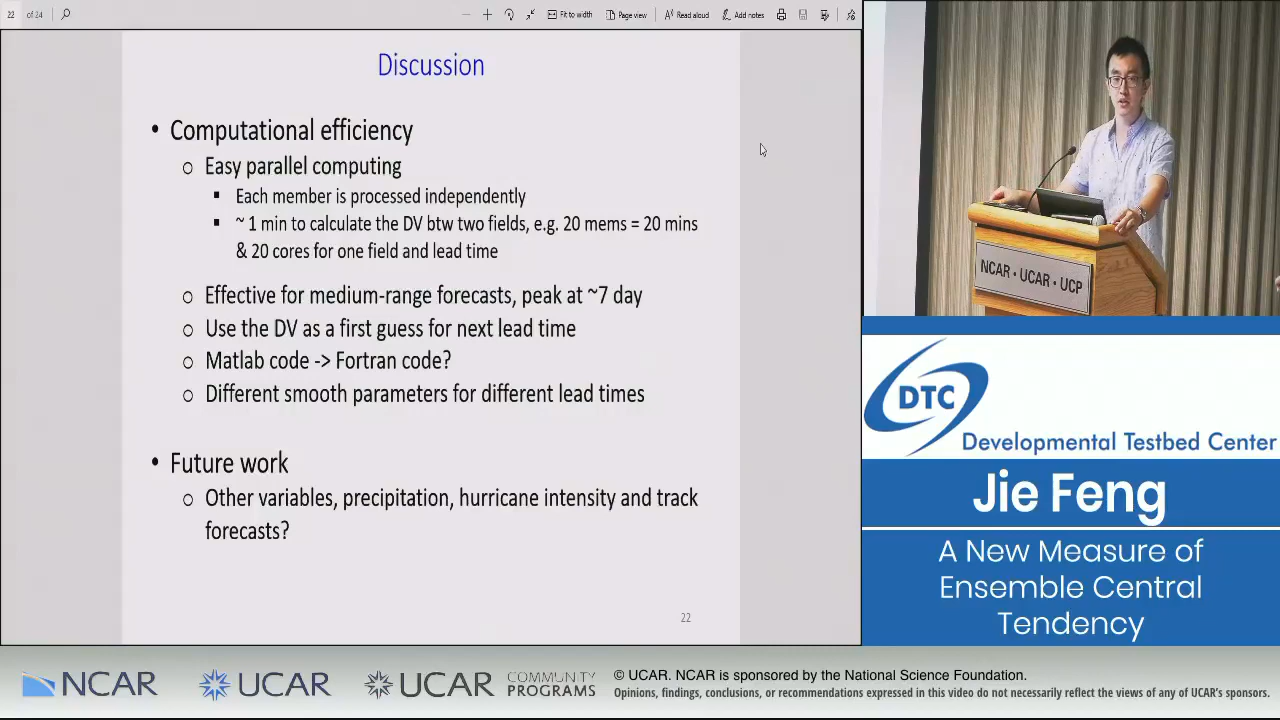 22 of 24
Fit to width
Page view
Read aloud
Add notes
Discussion
• Computational efficiency
o Easy parallel computing
▪ Each member is processed independently
▪ ~ 1 min to calculate the DV btw two fields, e.g. 20 mems = 20 mins
& 20 cores for one field and lead time
o Effective for medium-range forecasts, peak at ~7 day
o Use the DV as a first guess for next lead time
o Matlab code -> Fortran code?
o Different smooth parameters for different lead times
• Future work
o Other variables, precipitation, hurricane intensity and track
forecasts?
22
NCAR • UCAR • UCP
DTC
Developmental Testbed Center
Jie Feng
A New Measure of
Ensemble Central
Tendency
NCAR
UCAR
UCAR
COMMUNITY
PROGRAMS
© UCAR. NCAR is sponsored by the National Science Foundation.
Opinions, findings, conclusions, or recommendations expressed in this video do not necessarily reflect the views of any of UCAR's sponsors.